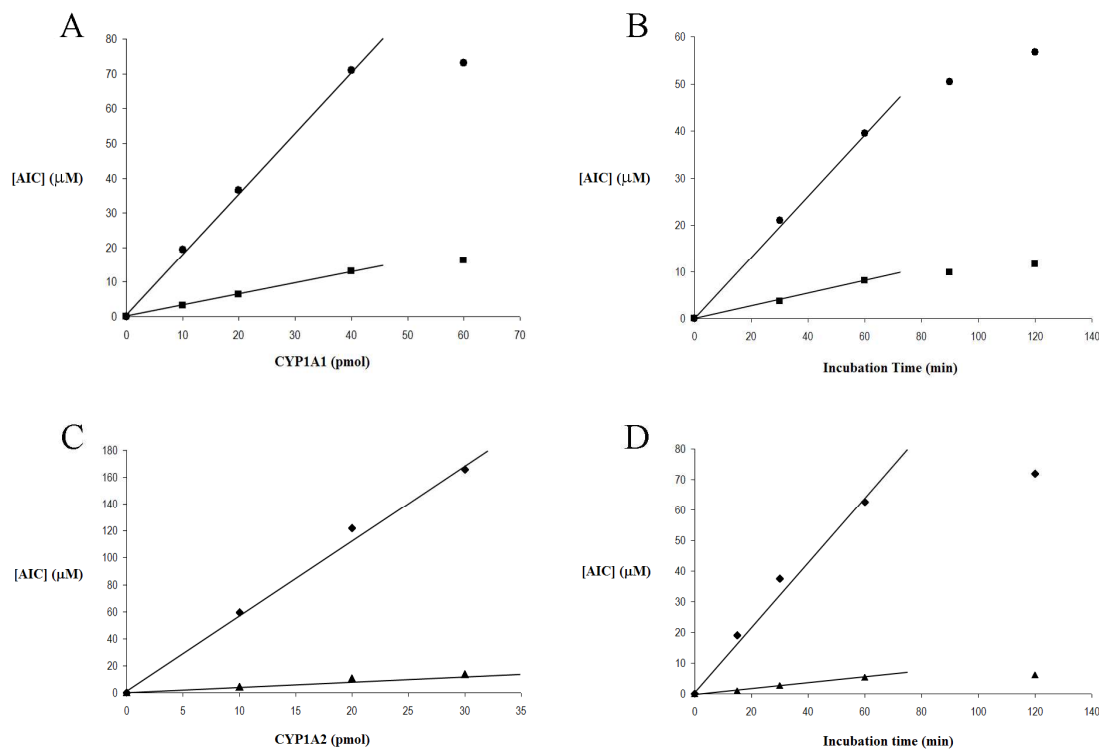 A
80
70
60
50
40
30
20
10
0
[AIC] (μM)
0 10 20 30 40 50 60 70
CYP1A1 (pmol)
B
60
50
40
30
20
10
0
[AIC] (μM)
0 20 40 60 80 100 120 140
Incubation Time (min)
C
180
160
140
120
100
80
60
40
20
0
[AIC] (μM)
0 5 10 15 20 25 30 35
CYP1A2 (pmol)
D
80
70
60
50
40
30
20
10
0
[AIC] (μM)
0 20 40 60 80 100 120 140
Incubation time (min)